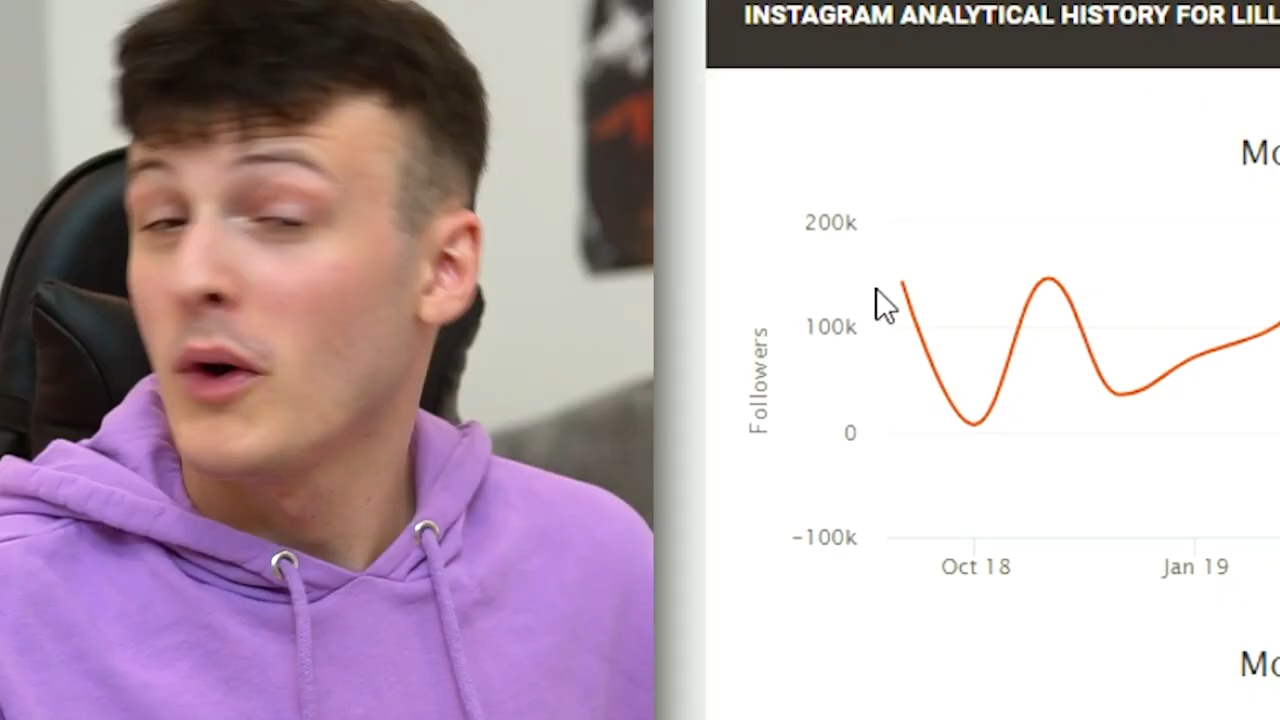 INSTAGRAM ANALYTICAL HISTORY FOR LILL
Mo
200k
100k
Followers
0
-100k
Oct 18
Jan 19
Mo